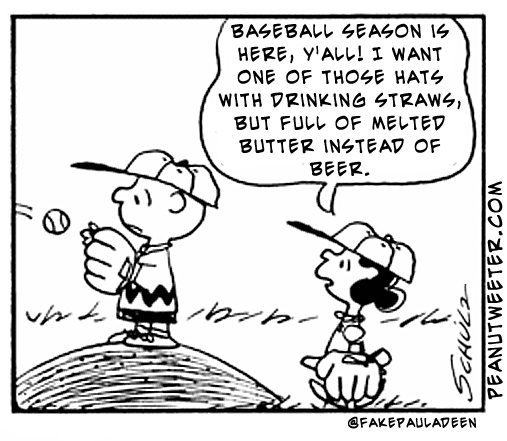 BASEBALL SEASON IS
HERE, Y'ALL! I WANT
ONE OF THOSE HATS
WITH DRINKING STRAWS,
BUT FULL OF MELTED
BUTTER INSTEAD OF
BEER.
SCHULZ
PEANUTWEETER.COM
@FAKEPAULADEEN